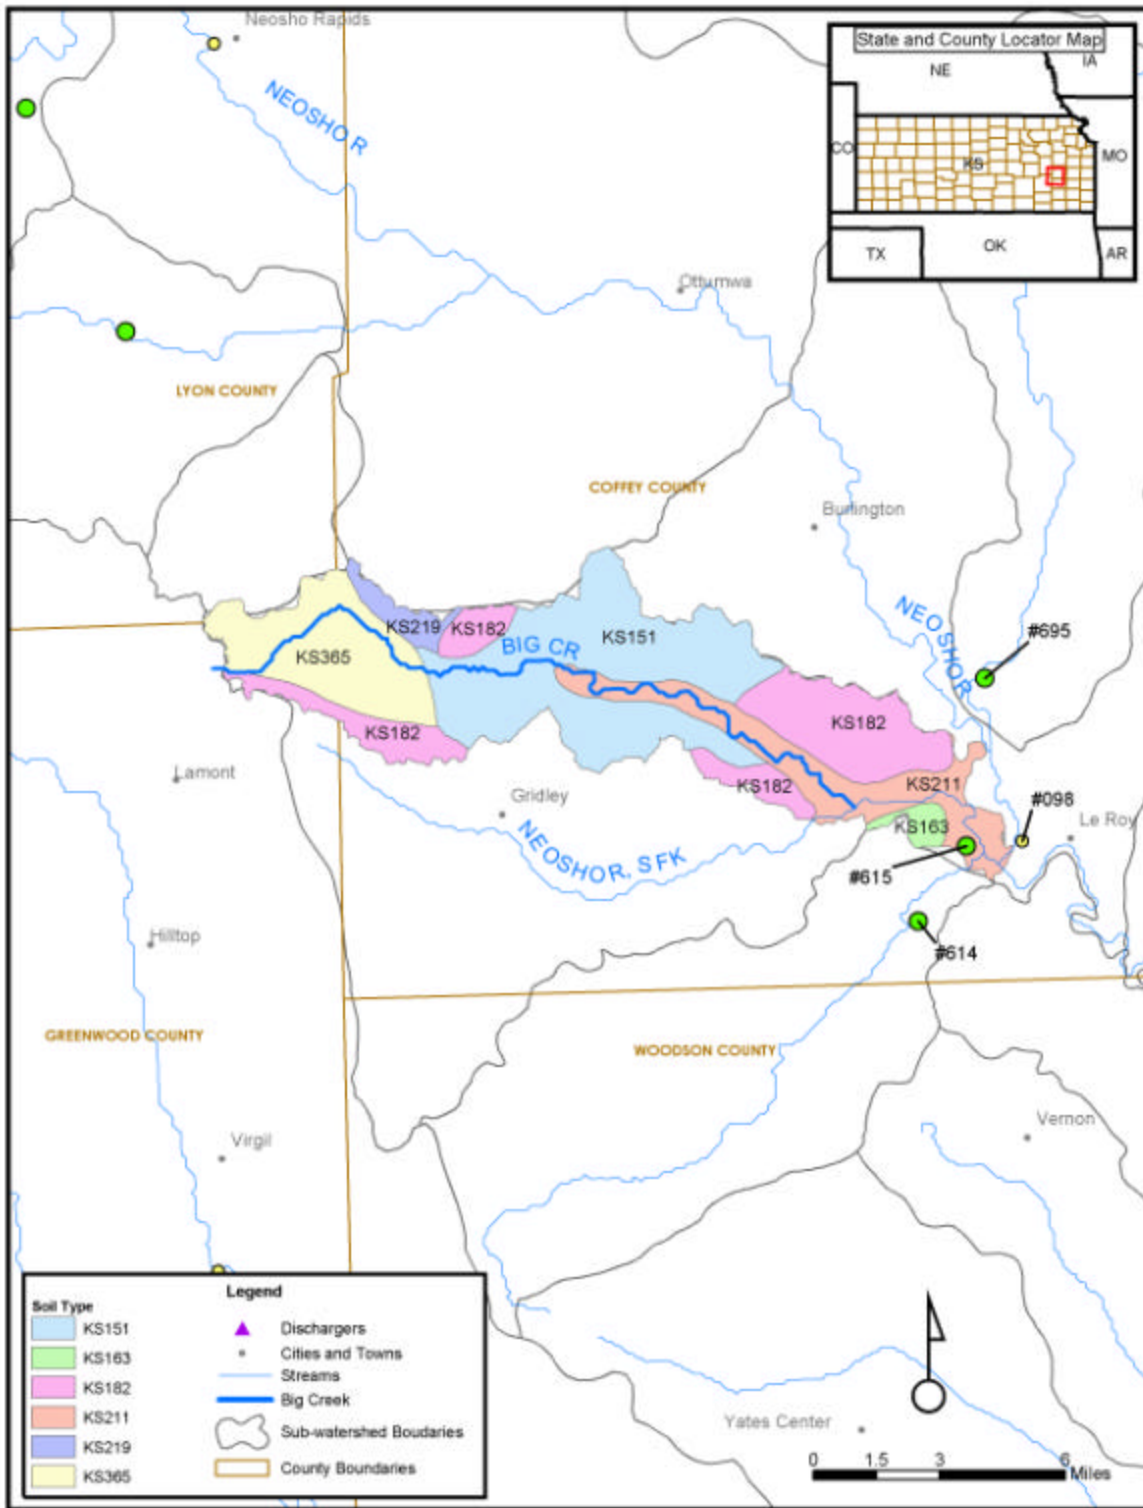 Neosho Rapids
State and County Locator Map
NE
IA
CO
KS
MO
TX
OK
AR
NEOSHO R
Ottumwa
LYON COUNTY
COFFEY COUNTY
Burlington
NEOSHO R
#695
KS219
KS182
KS151
BIG CR
KS365
KS182
KS182
KS182
KS211
Lamont
Gridley
KS163
#098
Le Roy
NEOSHO R, S FK
#615
#614
Hilltop
GREENWOOD COUNTY
WOODSON COUNTY
Vernon
Virgil
Legend
Soil Type
KS151
KS163
KS182
KS211
KS219
KS365
Dischargers
Cities and Towns
Streams
Big Creek
Sub-watershed Boudaries
County Boundaries
Yates Center
0 1.5 3 6
Miles